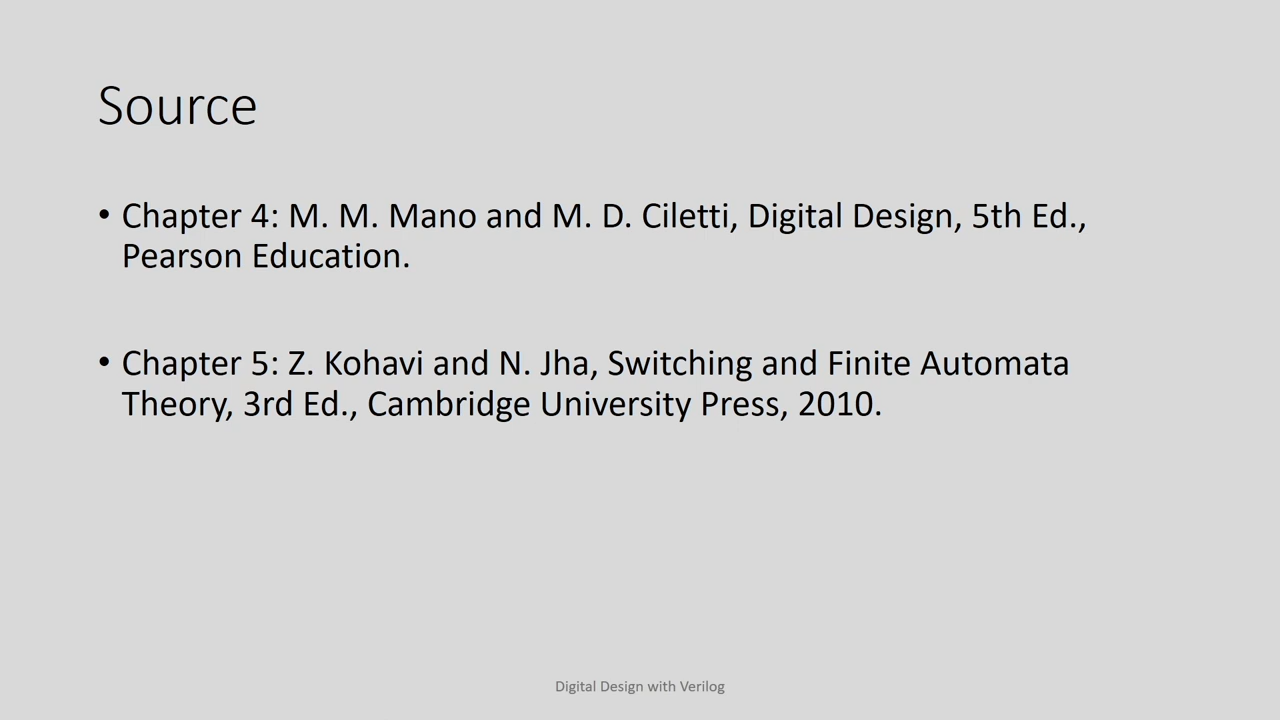 Source
• Chapter 4: M. M. Mano and M. D. Ciletti, Digital Design, 5th Ed.,
Pearson Education.
• Chapter 5: Z. Kohavi and N. Jha, Switching and Finite Automata
Theory, 3rd Ed., Cambridge University Press, 2010.
Digital Design with Verilog